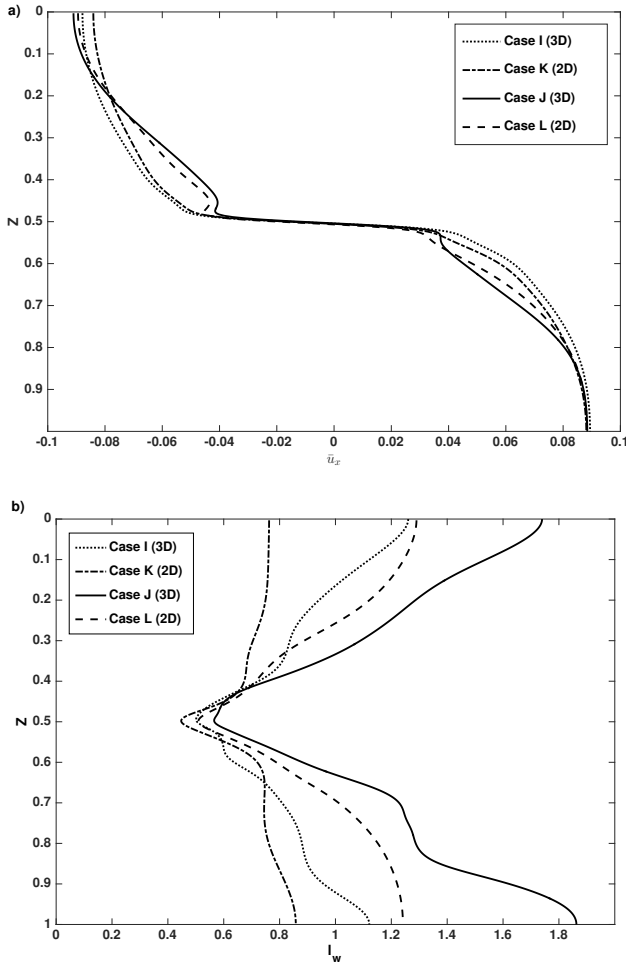 a)
0
0.1
0.2
0.3
0.4
0.5
0.6
0.7
0.8
0.9
Z
Case I (3D)
Case K (2D)
Case J (3D)
Case L (2D)
-0.1 -0.08 -0.06 -0.04 -0.02 0 0.02 0.04 0.06 0.08 0.1
ūₓ
b)
0
0.1
0.2
0.3
0.4
0.5
0.6
0.7
0.8
0.9
1
Z
Case I (3D)
Case K (2D)
Case J (3D)
Case L (2D)
0 0.2 0.4 0.6 0.8 1 1.2 1.4 1.6 1.8
I_w